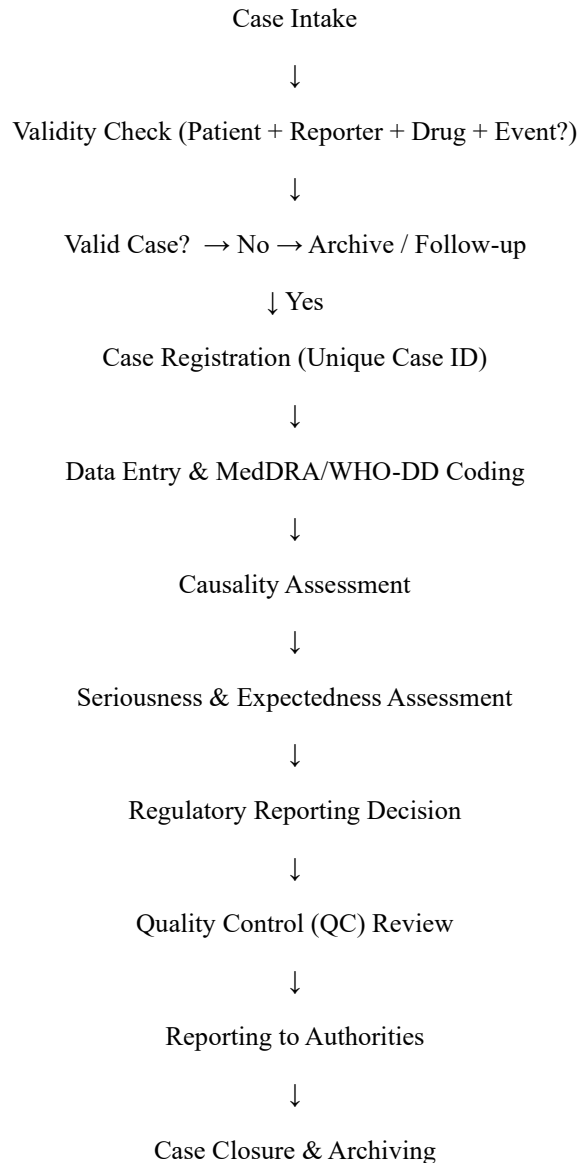 Case Intake
↓
Validity Check (Patient + Reporter + Drug + Event?)
↓
Valid Case? → No → Archive / Follow-up
↓ Yes
Case Registration (Unique Case ID)
↓
Data Entry & MedDRA/WHO-DD Coding
↓
Causality Assessment
↓
Seriousness & Expectedness Assessment
↓
Regulatory Reporting Decision
↓
Quality Control (QC) Review
↓
Reporting to Authorities
↓
Case Closure & Archiving